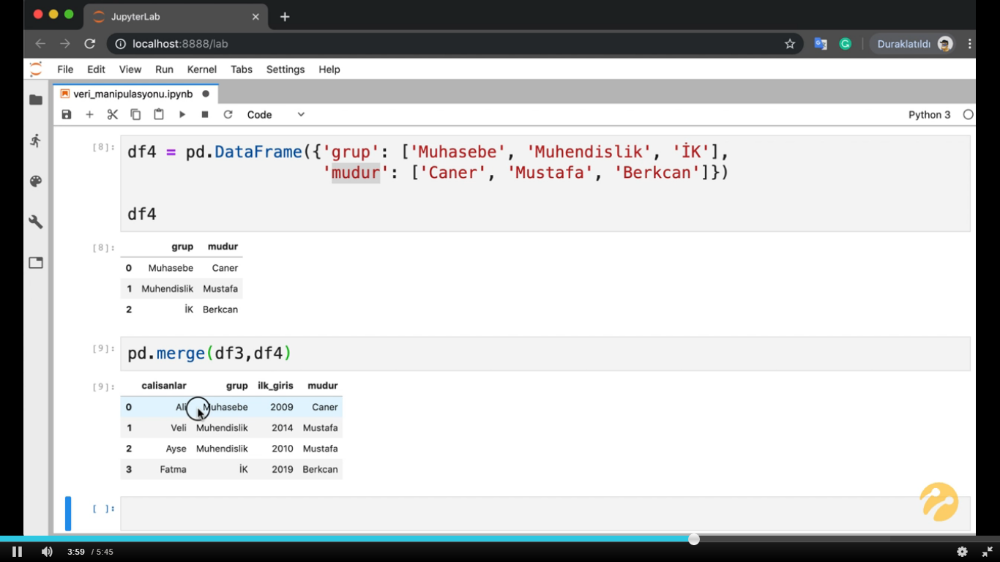 JupyterLab
localhost:8888/lab
Duraklatıldı
File Edit View Run Kernel Tabs Settings Help
veri_manipulasyonu.ipynb
Code
Python 3
[8]:
df4 = pd.DataFrame({'grup': ['Muhasebe', 'Muhendislik', 'İK'],
'mudur': ['Caner', 'Mustafa', 'Berkcan']})
df4
[8]:
grup mudur
0 Muhasebe Caner
1 Muhendislik Mustafa
2 İK Berkcan
[9]:
pd.merge(df3,df4)
[9]:
calisanlar grup ilk_giris mudur
0 Ali Muhasebe 2009 Caner
1 Veli Muhendislik 2014 Mustafa
2 Ayse Muhendislik 2010 Mustafa
3 Fatma İK 2019 Berkcan
[ ]:
3:59 / 5:45